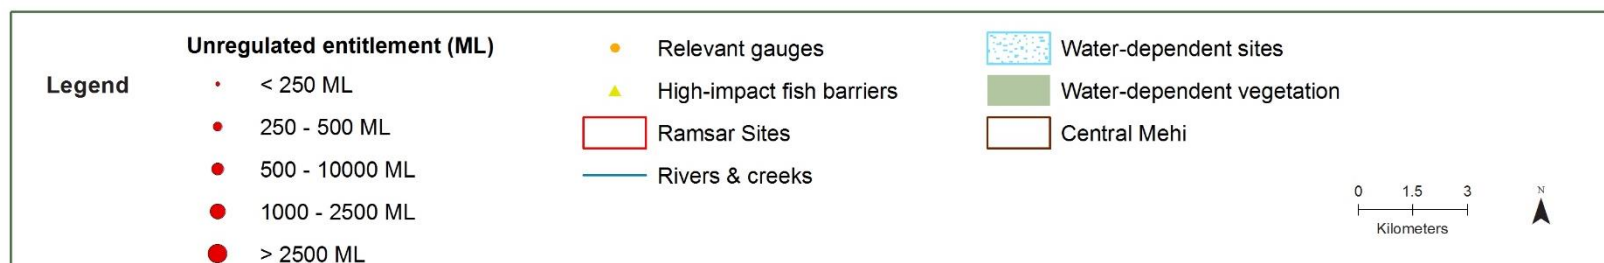 Legend
Unregulated entitlement (ML)
< 250 ML
250 - 500 ML
500 - 10000 ML
1000 - 2500 ML
> 2500 ML
Relevant gauges
High-impact fish barriers
Ramsar Sites
Rivers & creeks
Water-dependent sites
Water-dependent vegetation
Central Mehi
0 1.5 3
Kilometers
N